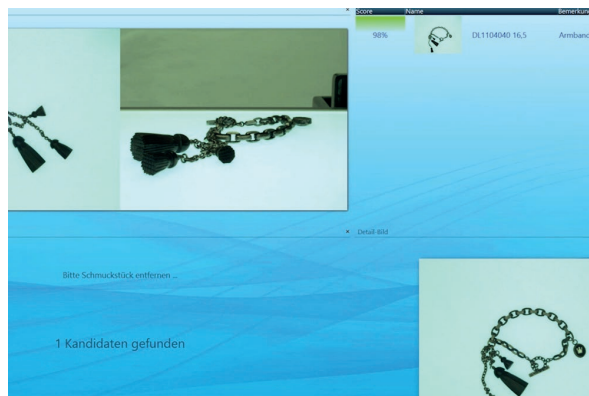 Score Name Bemerkung
98% DL1104040 16,5 Armband
× Detail-Bild
Bitte Schmuckstück entfernen ...
1 Kandidaten gefunden